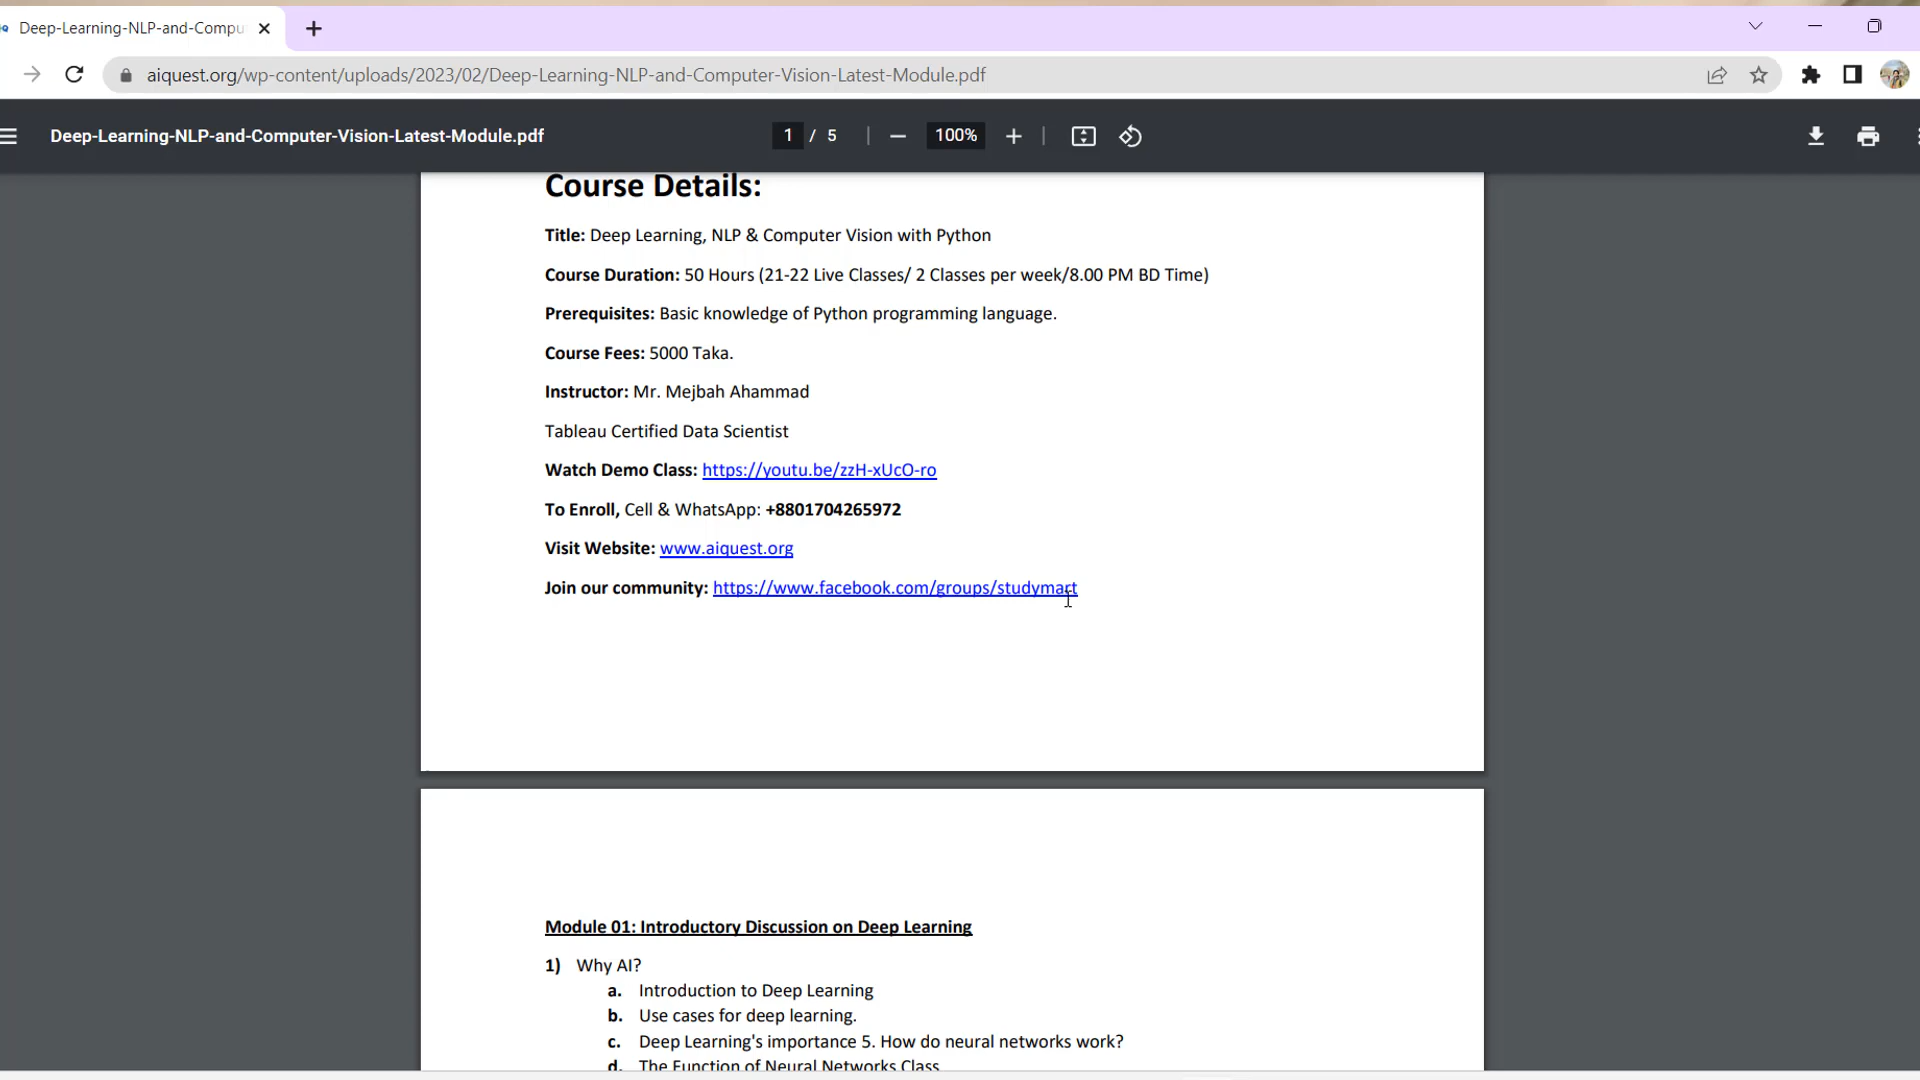 Deep-Learning-NLP-and-Compu
aiquest.org/wp-content/uploads/2023/02/Deep-Learning-NLP-and-Computer-Vision-Latest-Module.pdf
Deep-Learning-NLP-and-Computer-Vision-Latest-Module.pdf 1 / 5 100%
Course Details:
Title: Deep Learning, NLP & Computer Vision with Python
Course Duration: 50 Hours (21-22 Live Classes/ 2 Classes per week/8.00 PM BD Time)
Prerequisites: Basic knowledge of Python programming language.
Course Fees: 5000 Taka.
Instructor: Mr. Mejbah Ahammad
Tableau Certified Data Scientist
Watch Demo Class: https://youtu.be/zzH-xUcO-ro
To Enroll, Cell & WhatsApp: +8801704265972
Visit Website: www.aiquest.org
Join our community: https://www.facebook.com/groups/studymart
Module 01: Introductory Discussion on Deep Learning
1) Why AI?
a. Introduction to Deep Learning
b. Use cases for deep learning.
c. Deep Learning's importance 5. How do neural networks work?
d. The Function of Neural Networks Class